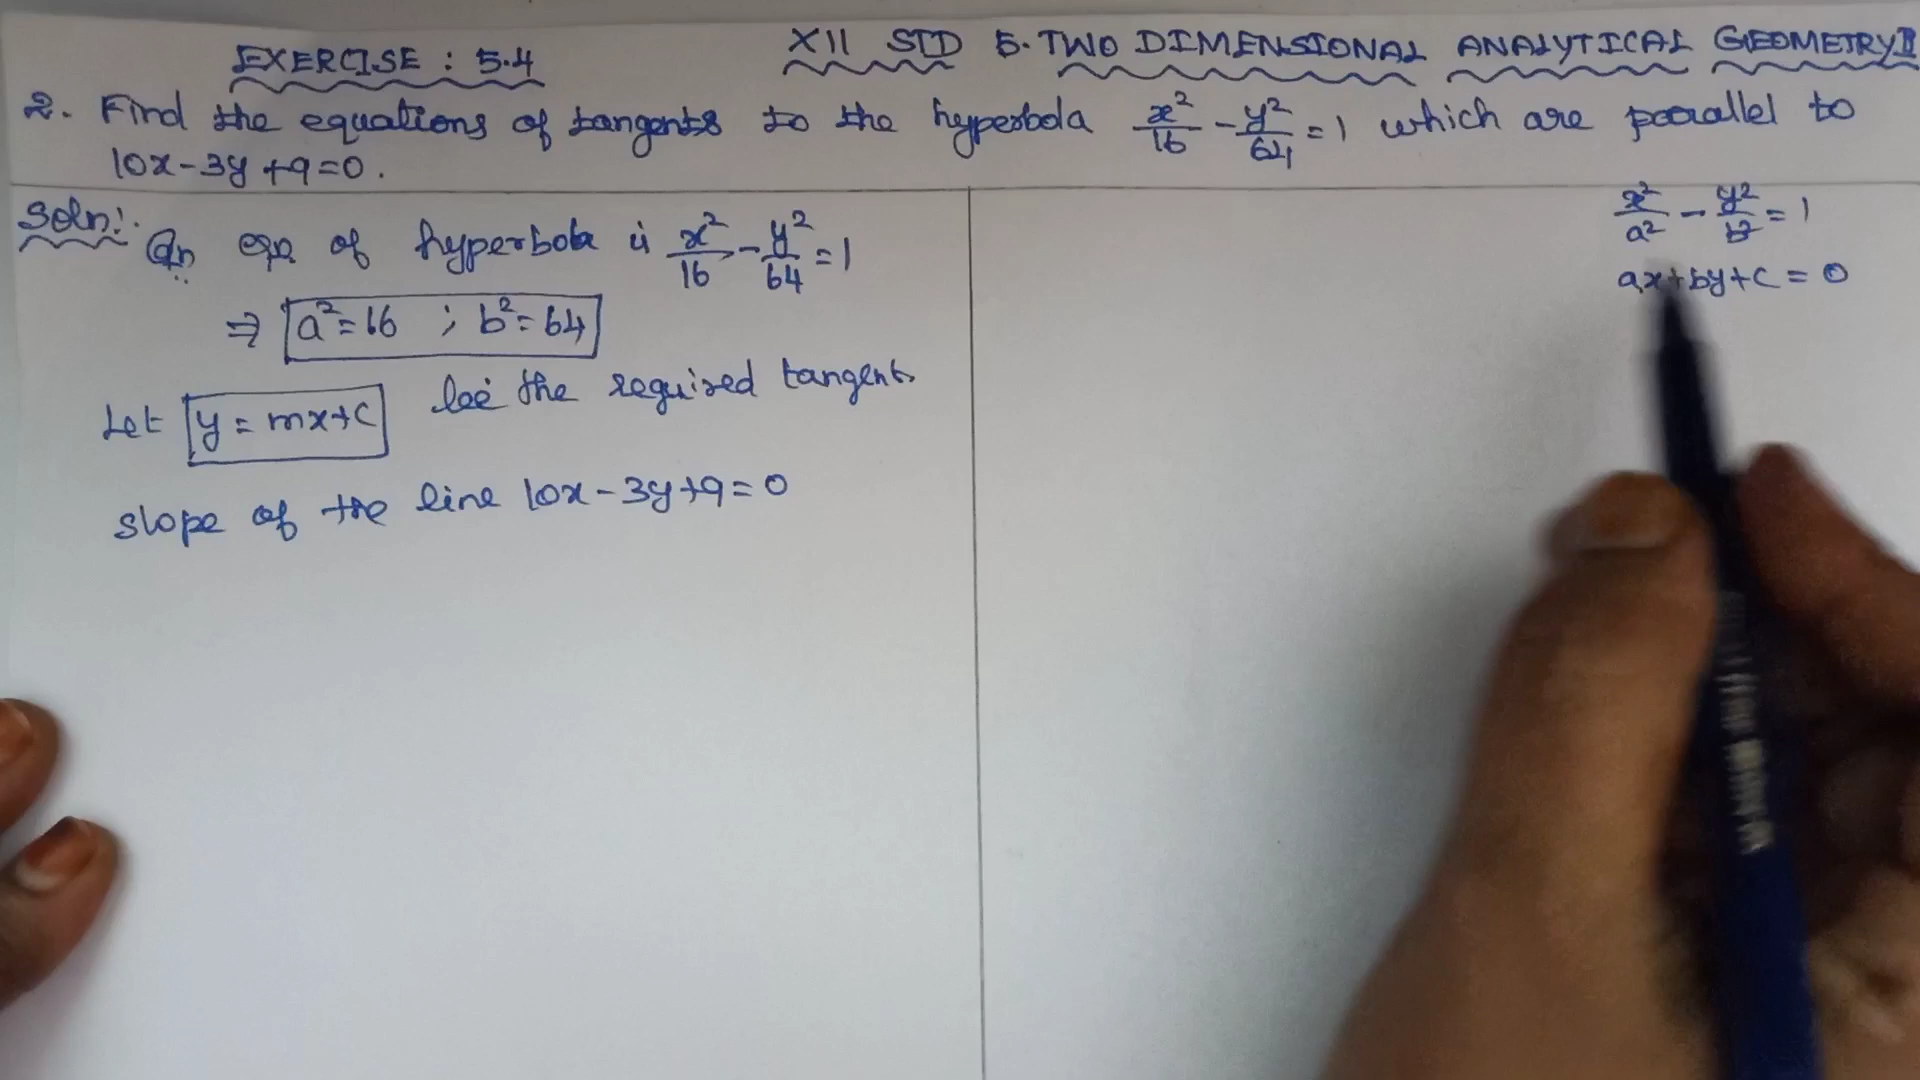 EXERCISE : 5.4
XII STD 5. TWO DIMENSIONAL ANALYTICAL GEOMETRY II
2. Find the equations of tangents to the hyperbola x²/16 - y²/64 = 1 which are parallel to
10x - 3y + 9 = 0.
Soln:
Gn eqn of hyperbola is x²/16 - y²/64 = 1
⇒ a² = 16 ; b² = 64
Let y = mx + c be the required tangent
slope of the line 10x - 3y + 9 = 0
x²/a² - y²/b² = 1
ax + by + c = 0